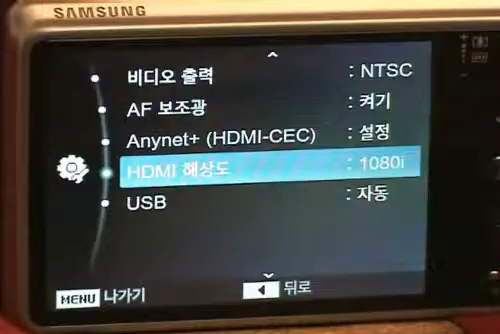 SAMSUNG
비디오 출력 : NTSC
AF 보조광 : 켜기
Anynet+ (HDMI-CEC) : 설정
HDMI 해상도 : 1080i
USB : 자동
MENU 나가기 뒤로